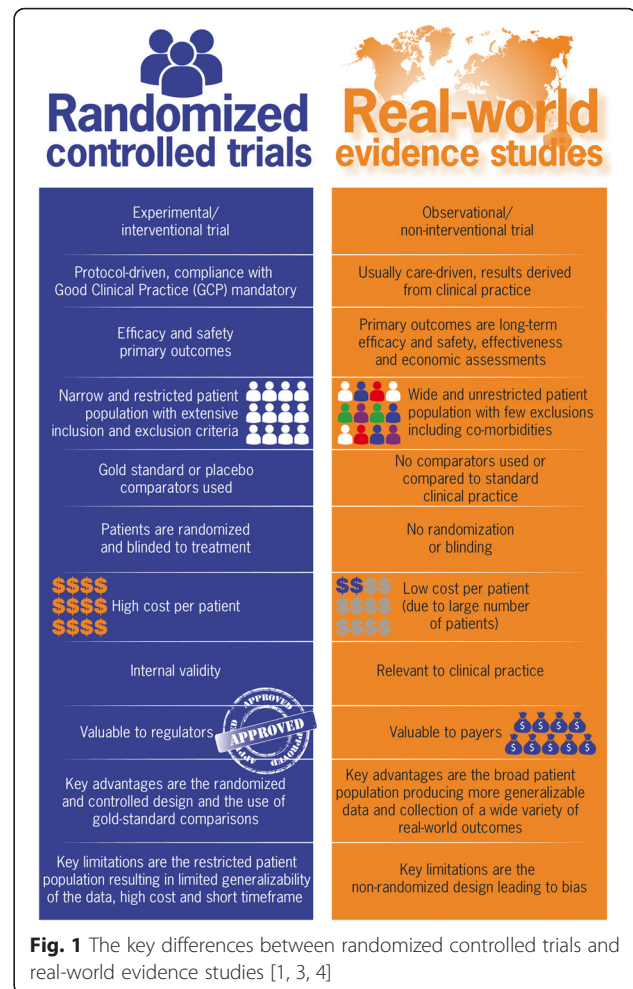 Randomized
controlled trials
Experimental/
interventional trial
Protocol-driven, compliance with
Good Clinical Practice (GCP) mandatory
Efficacy and safety
primary outcomes
Narrow and restricted patient
population with extensive
inclusion and exclusion criteria
Gold standard or placebo
comparators used
Patients are randomized
and blinded to treatment
$$$$
$$$$
$$$$
High cost per patient
Internal validity
Valuable to regulators
APPROVED
APPROVED
APPROVED
APPROVED
Key advantages are the randomized
and controlled design and the use of
gold-standard comparisons
Key limitations are the restricted patient
population resulting in limited generalizability
of the data, high cost and short timeframe
Real-world
evidence studies
Observational/
non-interventional trial
Usually care-driven, results derived
from clinical practice
Primary outcomes are long-term
efficacy and safety, effectiveness
and economic assessments
Wide and unrestricted patient
population with few exclusions
including co-morbidities
No comparators used or
compared to standard
clinical practice
No randomization
or blinding
$$$$
$$$$
$$$$
Low cost per patient
(due to large number
of patients)
Relevant to clinical practice
Valuable to payers
$ $ $ $
$ $ $ $ $
Key advantages are the broad patient
population producing more generalizable
data and collection of a wide variety of
real-world outcomes
Key limitations are the
non-randomized design leading to bias
Fig. 1 The key differences between randomized controlled trials and
real-world evidence studies [1, 3, 4]